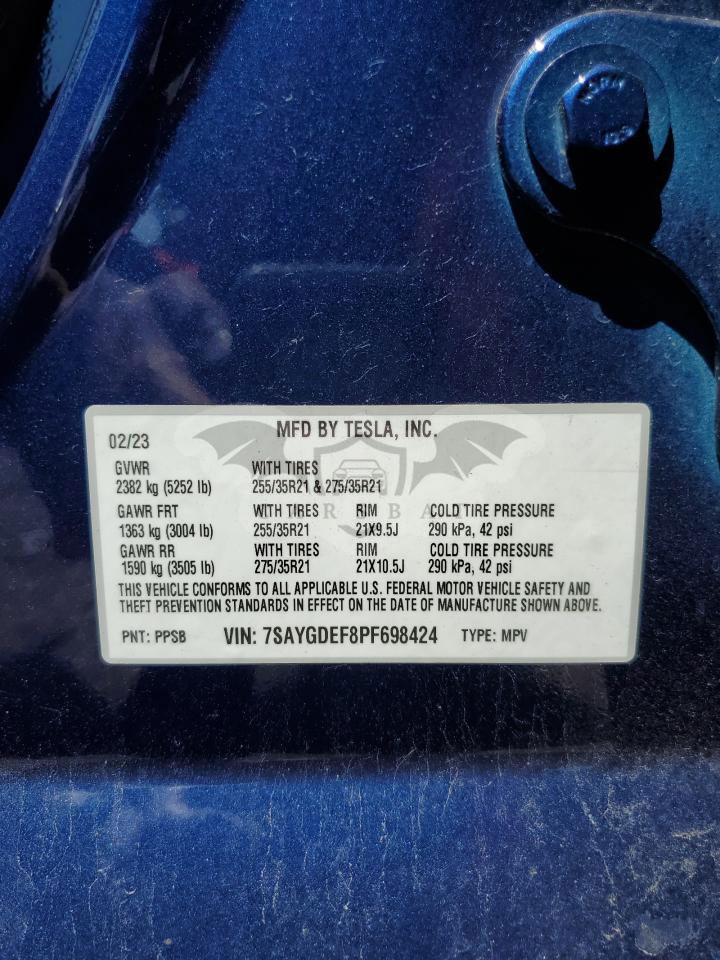 MFD BY TESLA, INC.
02/23
GVWR WITH TIRES
2382 kg (5252 lb) 255/35R21 & 275/35R21
GAWR FRT WITH TIRES RIM COLD TIRE PRESSURE
1363 kg (3004 lb) 255/35R21 21X9.5J 290 kPa, 42 psi
GAWR RR WITH TIRES RIM COLD TIRE PRESSURE
1590 kg (3505 lb) 275/35R21 21X10.5J 290 kPa, 42 psi
THIS VEHICLE CONFORMS TO ALL APPLICABLE U.S. FEDERAL MOTOR VEHICLE SAFETY AND
THEFT PREVENTION STANDARDS IN EFFECT ON THE DATE OF MANUFACTURE SHOWN ABOVE.
PNT: PPSB VIN: 7SAYGDEF8PF698424 TYPE: MPV